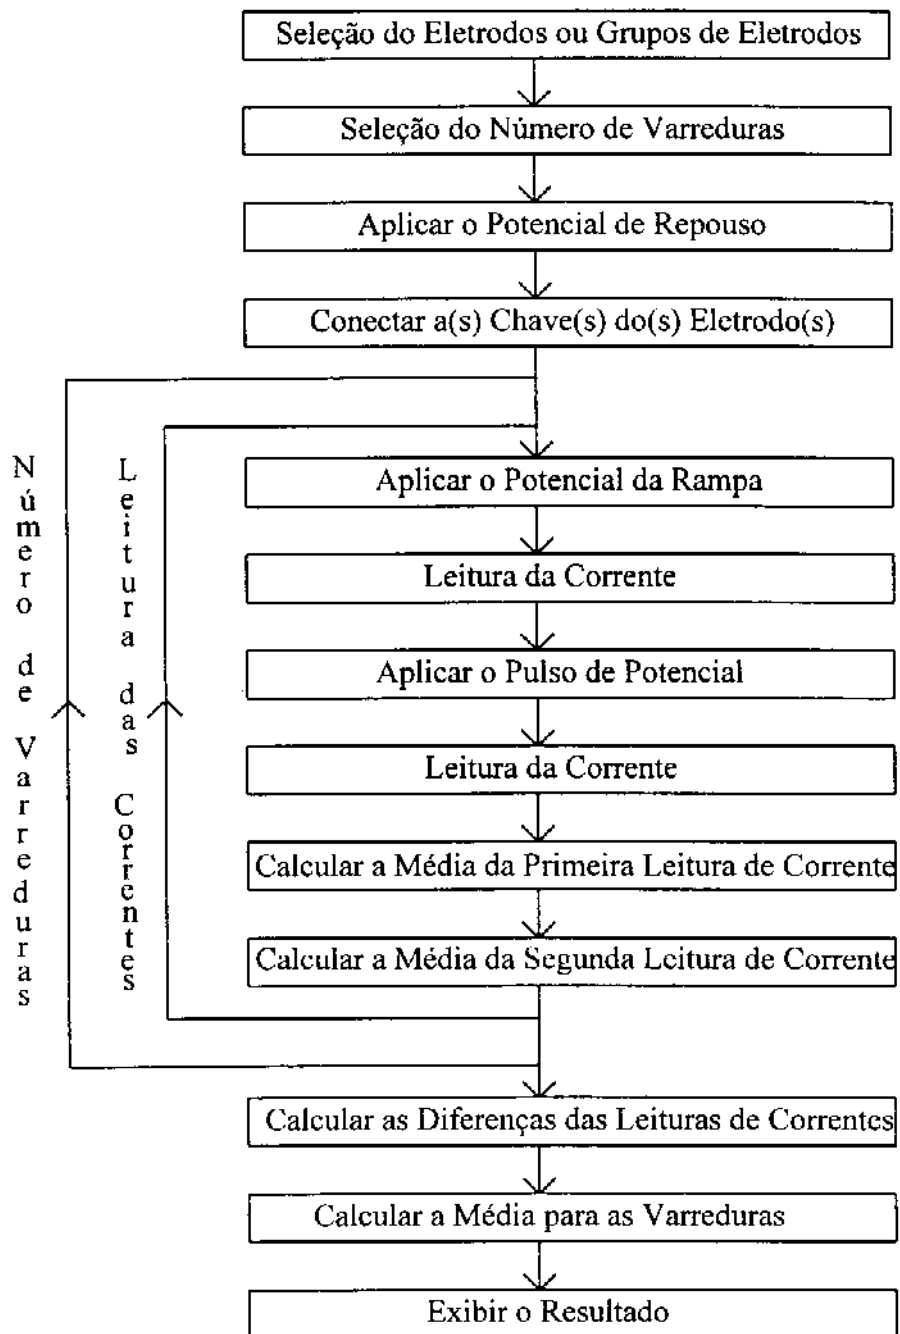 Seleção do Eletrodos ou Grupos de Eletrodos
Seleção do Número de Varreduras
Aplicar o Potencial de Repouso
Conectar a(s) Chave(s) do(s) Eletrodo(s)
Número de Varreduras
Leitura das Correntes
Aplicar o Potencial da Rampa
Leitura da Corrente
Aplicar o Pulso de Potencial
Leitura da Corrente
Calcular a Média da Primeira Leitura de Corrente
Calcular a Média da Segunda Leitura de Corrente
Calcular as Diferenças das Leituras de Correntes
Calcular a Média para as Varreduras
Exibir o Resultado